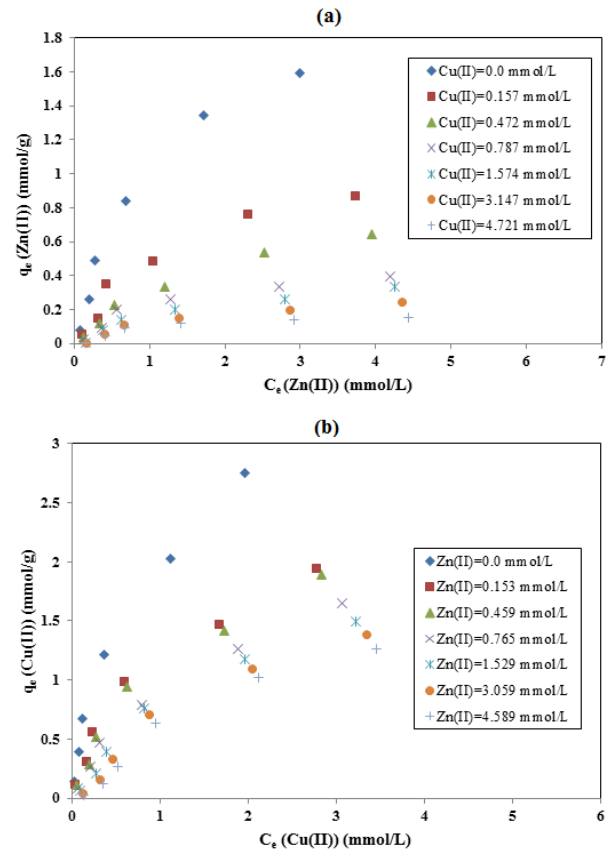 (a)
q_e (Zn(II)) (mmol/g)
1.8
1.6
1.4
1.2
1
0.8
0.6
0.4
0.2
0
0 1 2 3 4 5 6 7
C_e (Zn(II)) (mmol/L)
Cu(II)=0.0 mmol/L
Cu(II)=0.157 mmol/L
Cu(II)=0.472 mmol/L
Cu(II)=0.787 mmol/L
Cu(II)=1.574 mmol/L
Cu(II)=3.147 mmol/L
Cu(II)=4.721 mmol/L
(b)
q_e (Cu(II)) (mmol/g)
3
2.5
2
1.5
1
0.5
0
0 1 2 3 4 5 6
C_e (Cu(II)) (mmol/L)
Zn(II)=0.0 mmol/L
Zn(II)=0.153 mmol/L
Zn(II)=0.459 mmol/L
Zn(II)=0.765 mmol/L
Zn(II)=1.529 mmol/L
Zn(II)=3.059 mmol/L
Zn(II)=4.589 mmol/L